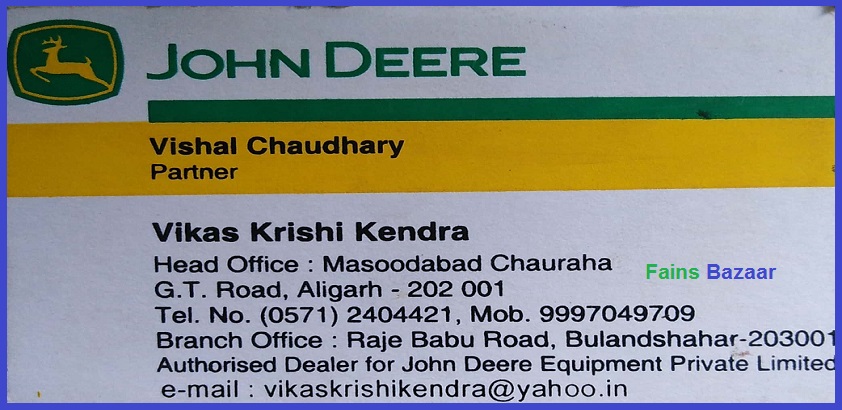 JOHN DEERE
Vishal Chaudhary
Partner
Vikas Krishi Kendra
Head Office : Masoodabad Chauraha
Fains Bazaar
G.T. Road, Aligarh - 202 001
Tel. No. (0571) 2404421, Mob. 9997049709
Branch Office : Raje Babu Road, Bulandshahar-203001
Authorised Dealer for John Deere Equipment Private Limited
e-mail : vikaskrishikendra@yahoo.in